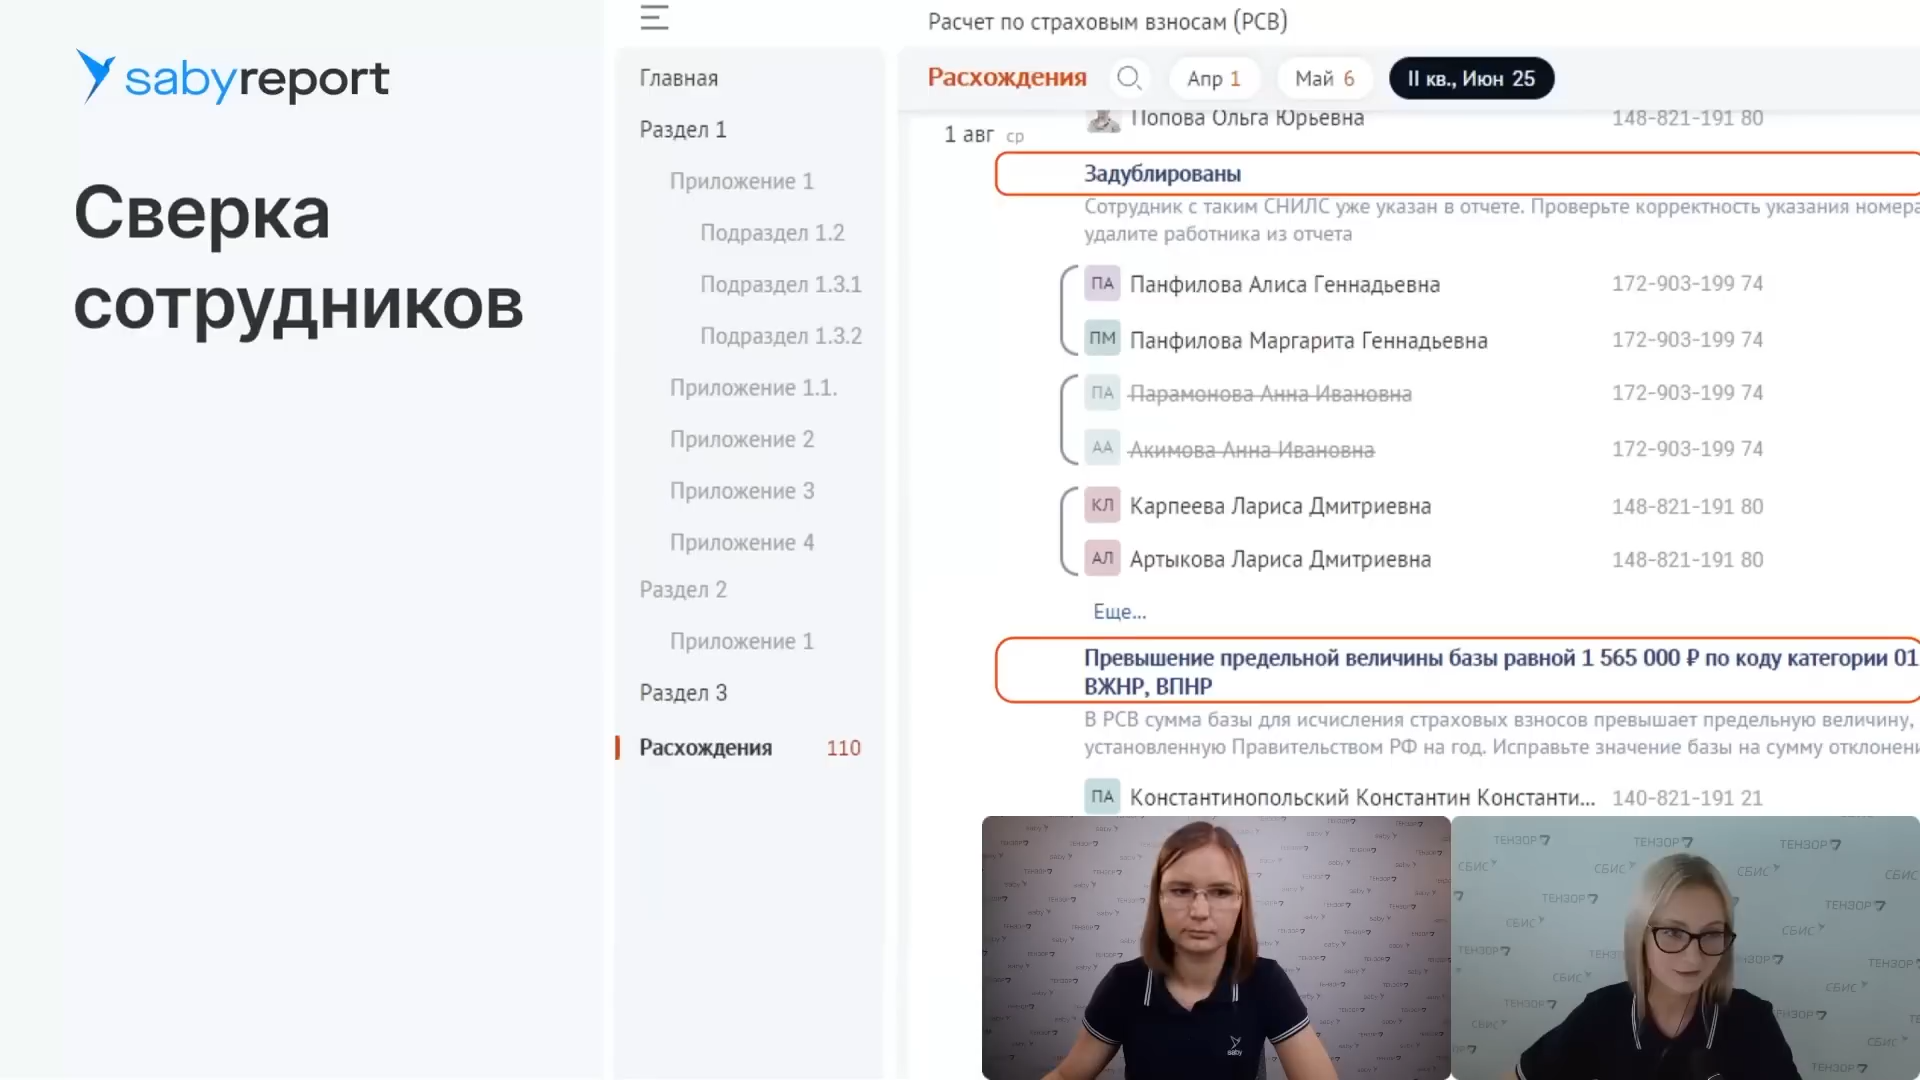 sabyreport
Сверка
сотрудников
Главная
Раздел 1
Приложение 1
Подраздел 1.2
Подраздел 1.3.1
Подраздел 1.3.2
Приложение 1.1.
Приложение 2
Приложение 3
Приложение 4
Раздел 2
Приложение 1
Раздел 3
Расхождения 110
Расчет по страховым взносам (РСВ)
Расхождения Апр 1 Май 6 II кв., Июн 25
1 авг ср
Попова Ольга Юрьевна 148-821-191 80
Задублированы
Сотрудник с таким СНИЛС уже указан в отчете. Проверьте корректность указания номера
удалите работника из отчета
ПА Панфилова Алиса Геннадьевна 172-903-199 74
ПМ Панфилова Маргарита Геннадьевна 172-903-199 74
ПА Парамонова Анна Ивановна 172-903-199 74
АА Акимова Анна Ивановна 172-903-199 74
КЛ Карпеева Лариса Дмитриевна 148-821-191 80
АЛ Артыкова Лариса Дмитриевна 148-821-191 80
Еще...
Превышение предельной величины базы равной 1 565 000 ₽ по коду категории 01
ВЖНР, ВПНР
В РСВ сумма базы для исчисления страховых взносов превышает предельную величину,
установленную Правительством РФ на год. Исправьте значение базы на сумму отклонени
ПА Константинопольский Константин Константи... 140-821-191 21
saby
ТЕНЗОР
СБИС